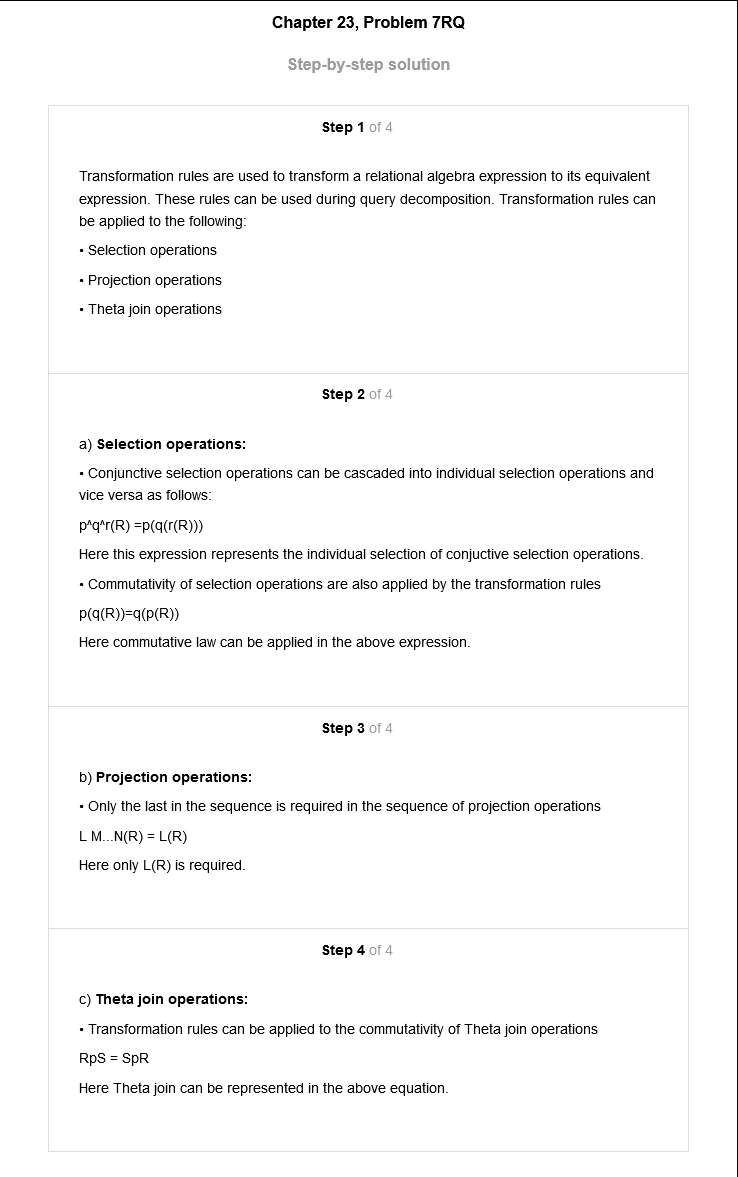 Chapter 23, Problem 7RQ
Step-by-step solution
Step 1 of 4
Transformation rules are used to transform a relational algebra expression to its equivalent
expression. These rules can be used during query decomposition. Transformation rules can
be applied to the following:
• Selection operations
• Projection operations
• Theta join operations
Step 2 of 4
a) Selection operations:
• Conjunctive selection operations can be cascaded into individual selection operations and
vice versa as follows:
p^q^r(R) =p(q(r(R)))
Here this expression represents the individual selection of conjuctive selection operations.
• Commutativity of selection operations are also applied by the transformation rules
p(q(R))=q(p(R))
Here commutative law can be applied in the above expression.
Step 3 of 4
b) Projection operations:
• Only the last in the sequence is required in the sequence of projection operations
L M...N(R) = L(R)
Here only L(R) is required.
Step 4 of 4
c) Theta join operations:
• Transformation rules can be applied to the commutativity of Theta join operations
RpS = SpR
Here Theta join can be represented in the above equation.